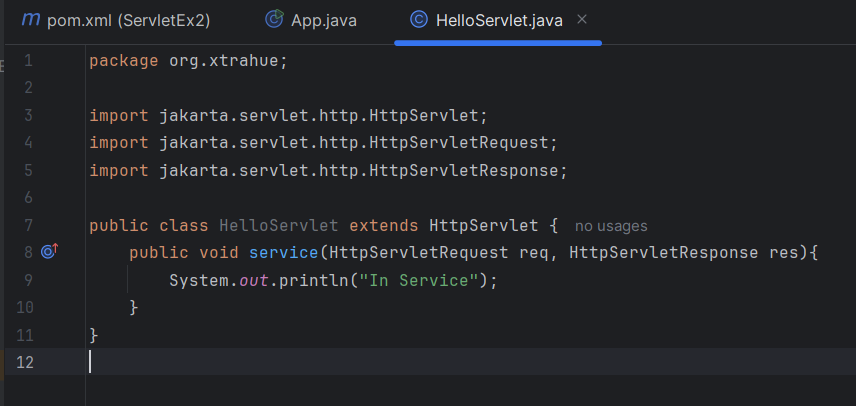 m pom.xml (ServletEx2) App.java HelloServlet.java ×
1 package org.xtrahue;
2
3 import jakarta.servlet.http.HttpServlet;
4 import jakarta.servlet.http.HttpServletRequest;
5 import jakarta.servlet.http.HttpServletResponse;
6
7 public class HelloServlet extends HttpServlet { no usages
8 public void service(HttpServletRequest req, HttpServletResponse res){
9 System.out.println("In Service");
10 }
11 }
12